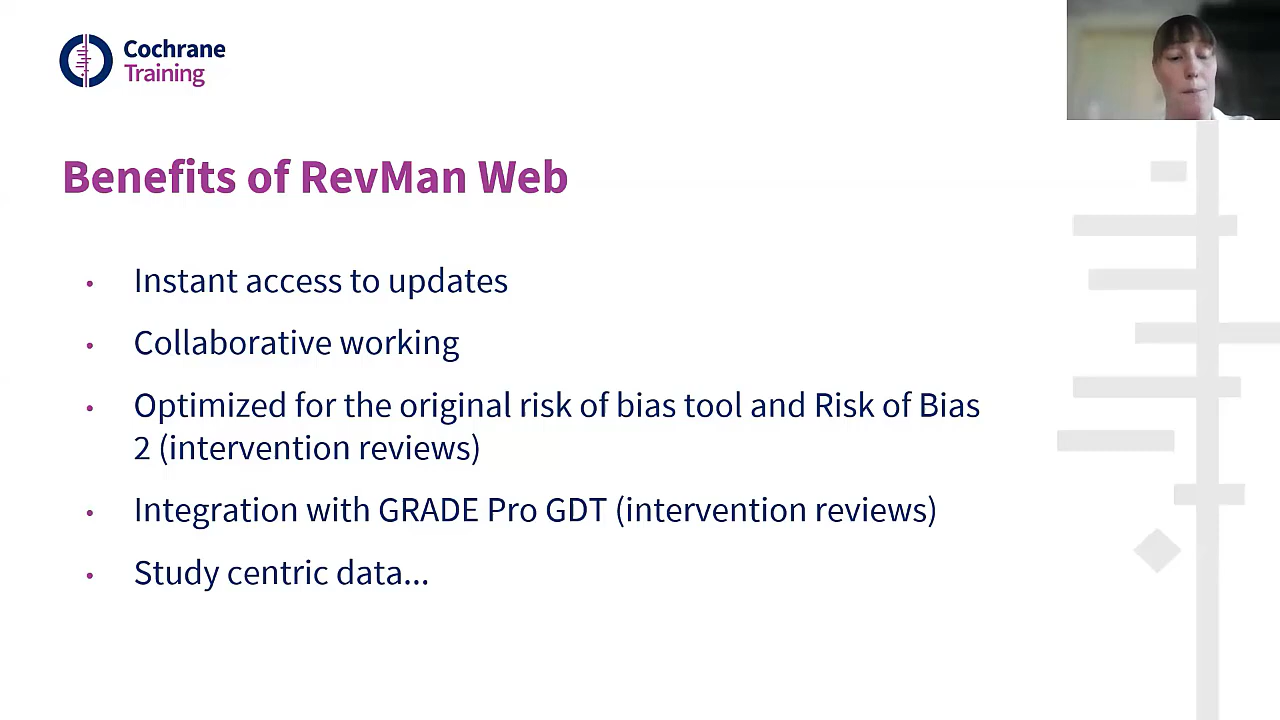 Cochrane
Training
Benefits of RevMan Web
• Instant access to updates
• Collaborative working
• Optimized for the original risk of bias tool and Risk of Bias
2 (intervention reviews)
• Integration with GRADE Pro GDT (intervention reviews)
• Study centric data...